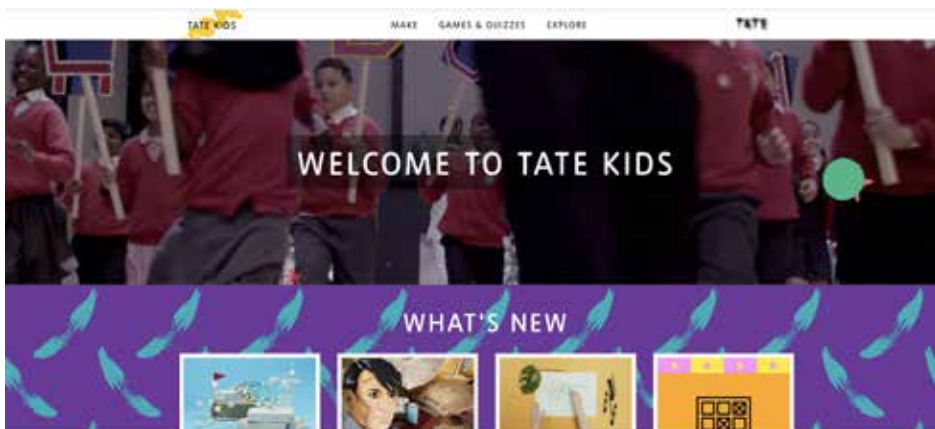 TATE KIDS MAKE GAMES & QUIZZES EXPLORE TATE
WELCOME TO TATE KIDS
WHAT'S NEW